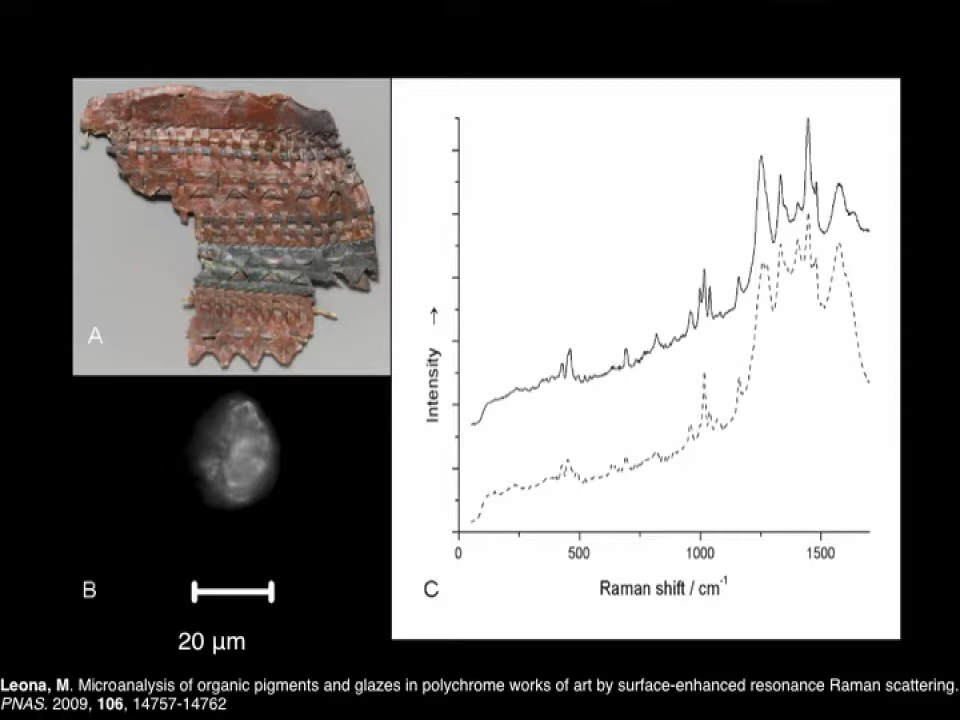 A
B
20 µm
Intensity →
0 500 1000 1500
Raman shift / cm-1
C
Leona, M. Microanalysis of organic pigments and glazes in polychrome works of art by surface-enhanced resonance Raman scattering.
PNAS. 2009, 106, 14757-14762